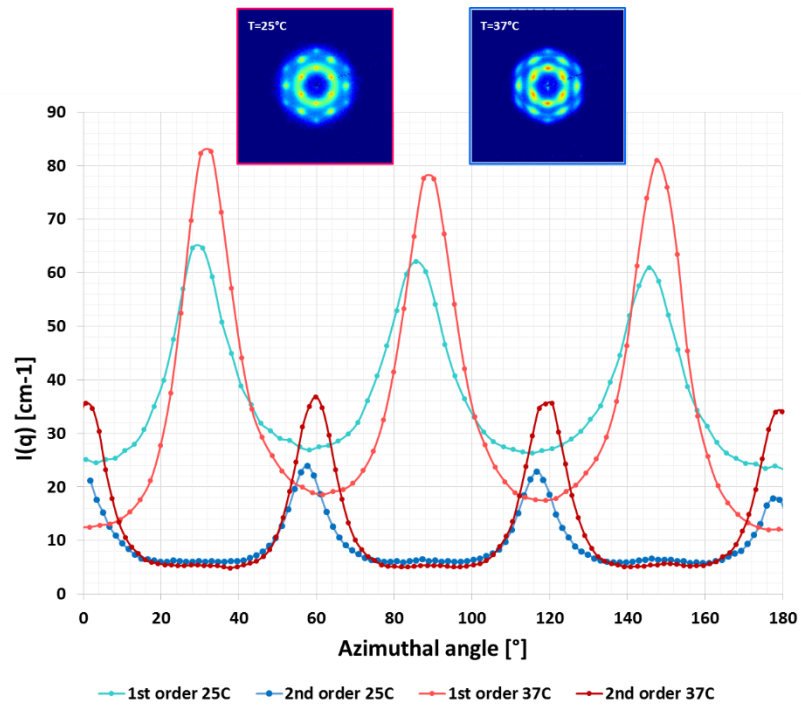 T=25°C
T=37°C
90
80
70
60
50
40
30
20
10
0
I(q) [cm-1]
0 20 40 60 80 100 120 140 160 180
Azimuthal angle [°]
1st order 25C 2nd order 25C 1st order 37C 2nd order 37C